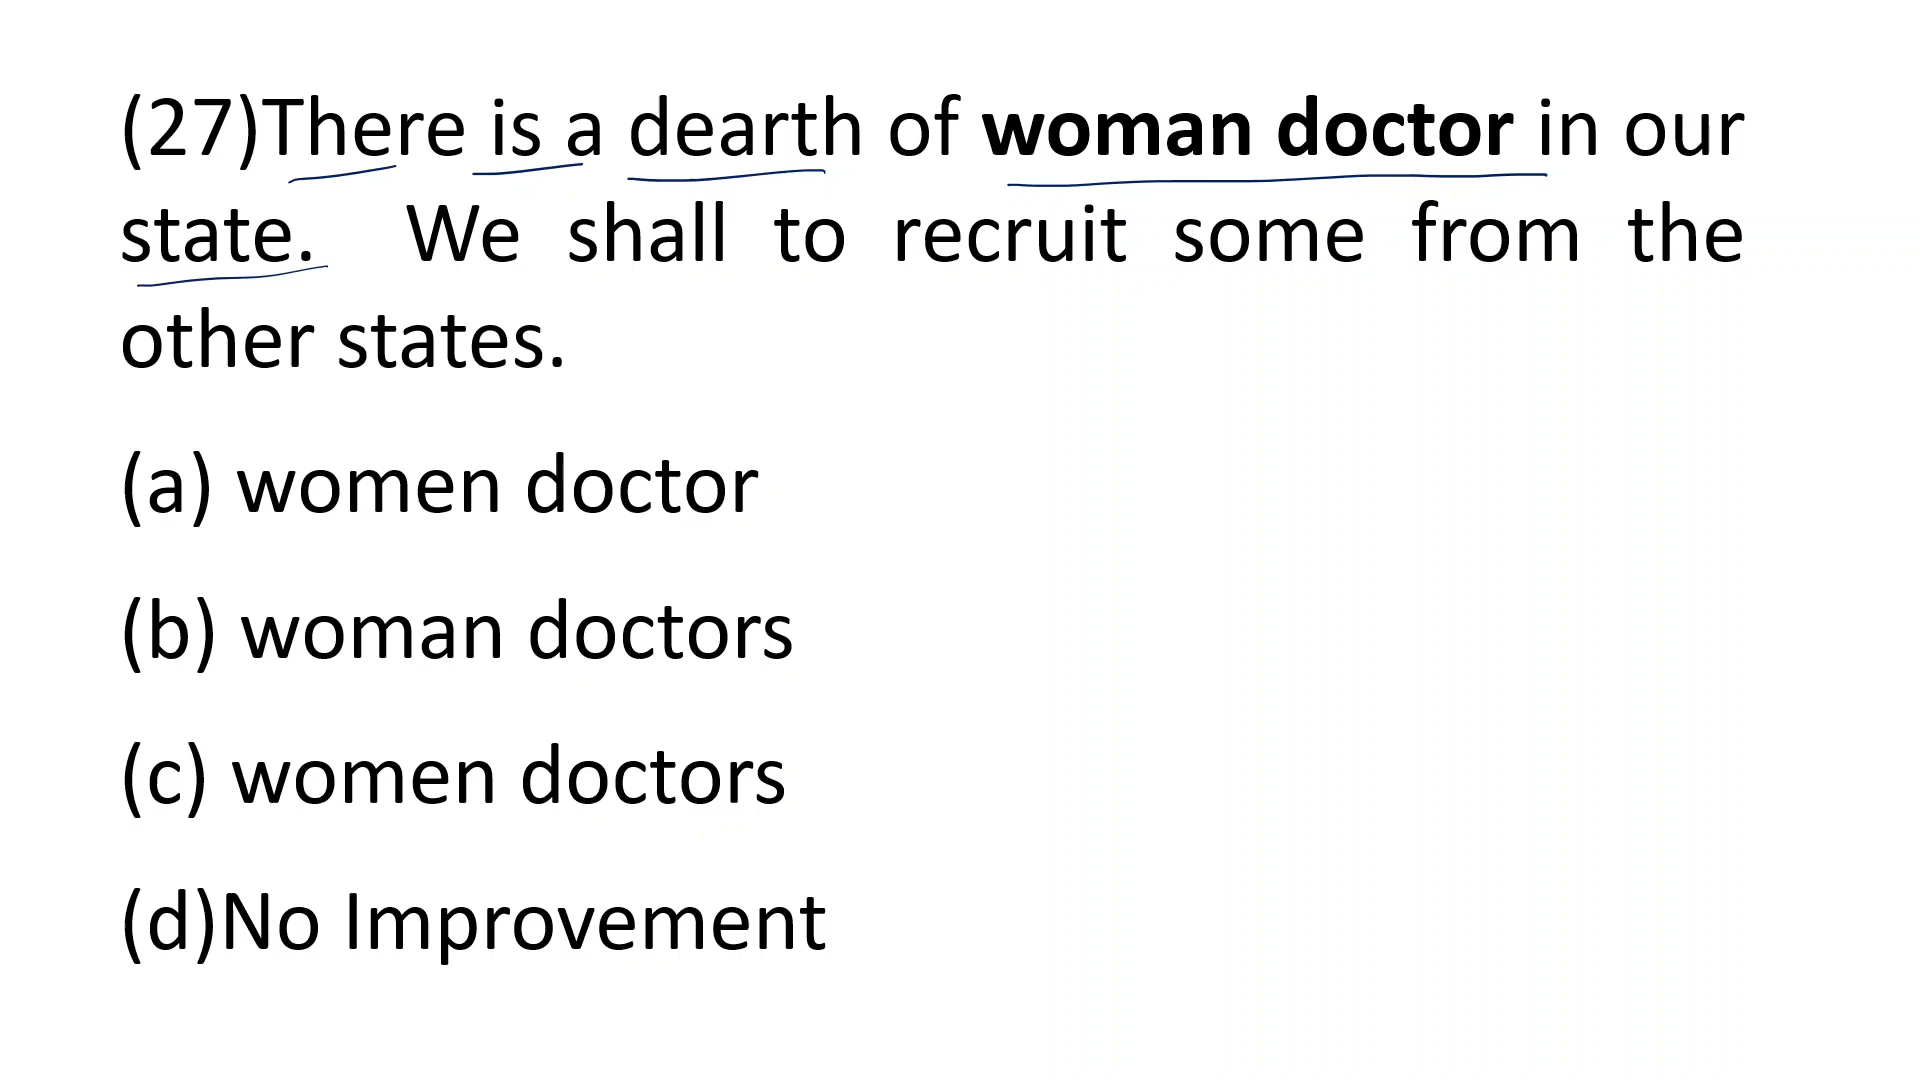 (27)There is a dearth of woman doctor in our
state. We shall to recruit some from the
other states.
(a) women doctor
(b) woman doctors
(c) women doctors
(d)No Improvement